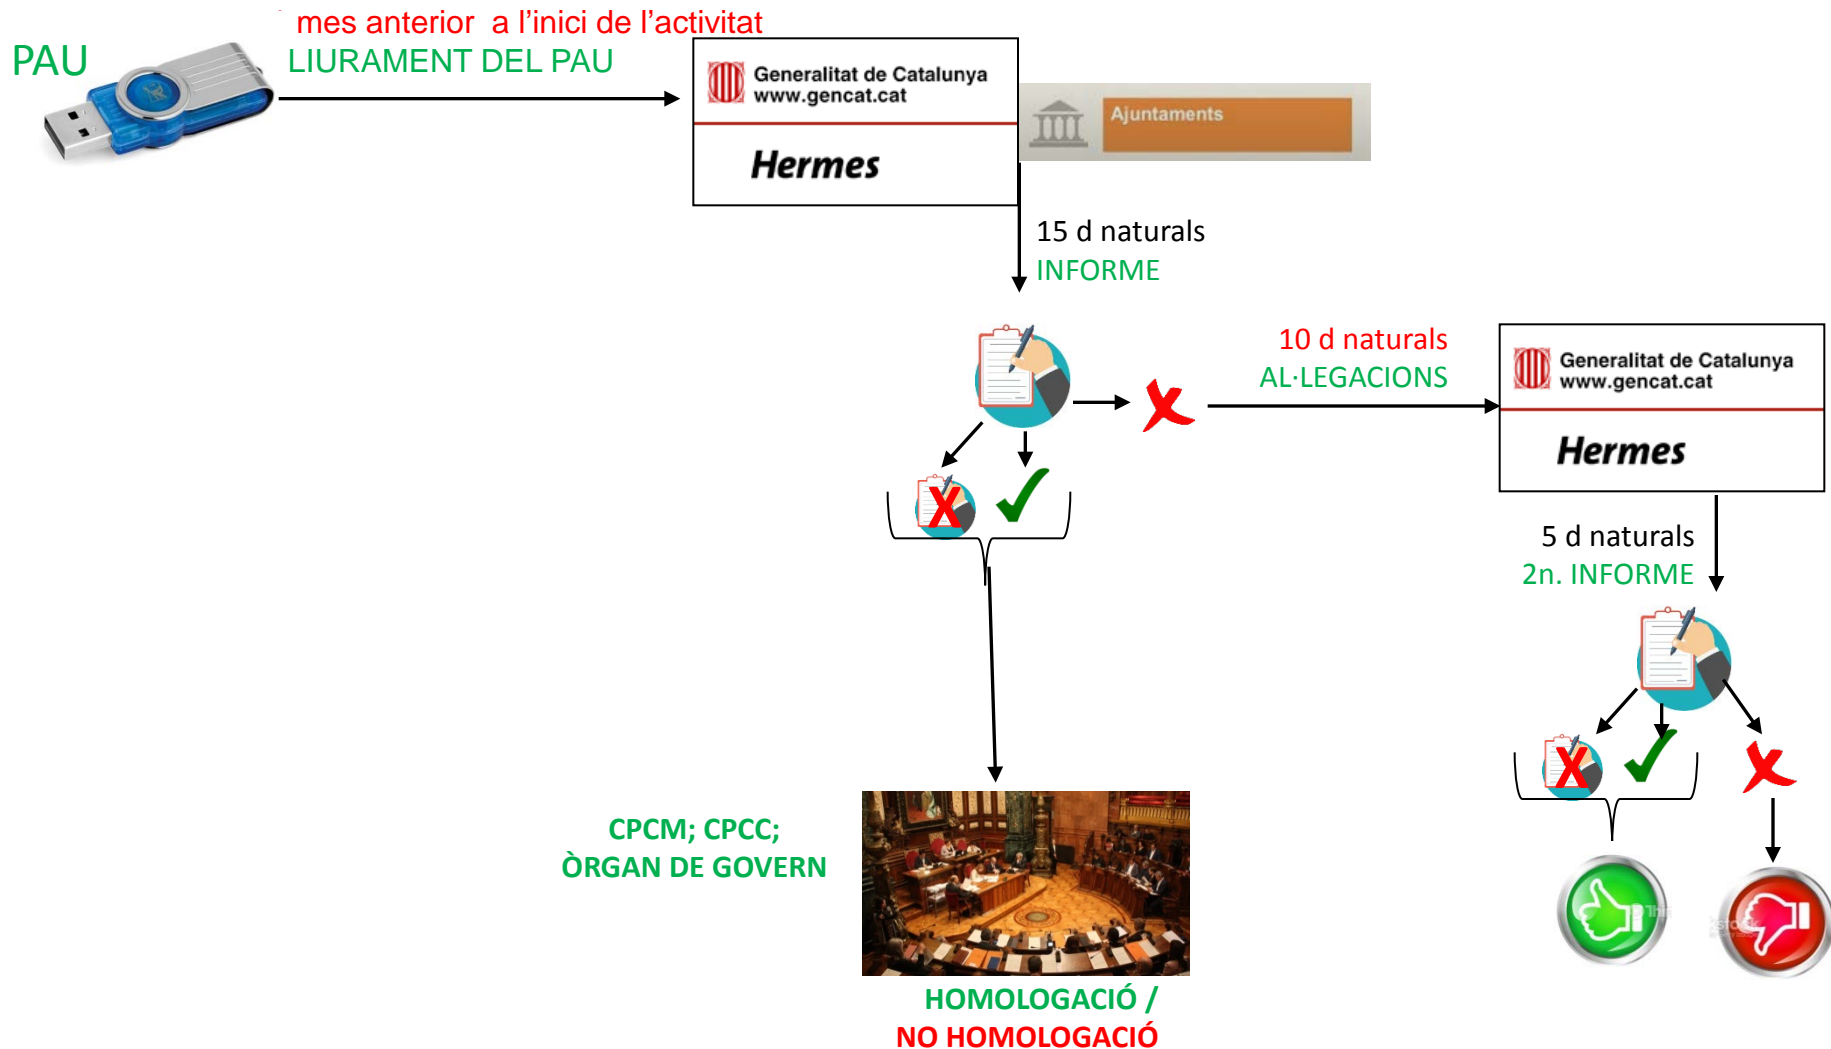 mes anterior a l’inici de l’activitat
PAU
LIURAMENT DEL PAU
Generalitat de Catalunya
www.gencat.cat
Hermes
Ajuntaments
15 d naturals
INFORME
10 d naturals
AL·LEGACIONS
Generalitat de Catalunya
www.gencat.cat
Hermes
5 d naturals
2n. INFORME
X
X
CPCM; CPCC;
ÒRGAN DE GOVERN
HOMOLOGACIÓ /
NO HOMOLOGACIÓ